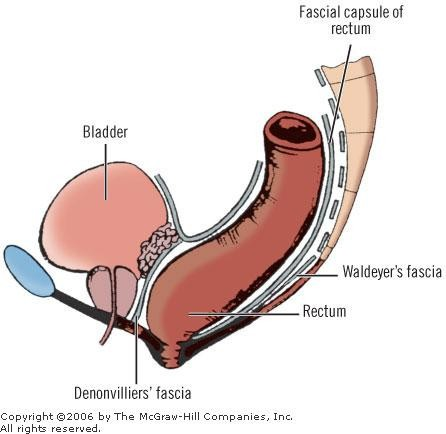 Fascial capsule of
rectum
Bladder
Waldeyer's fascia
Rectum
Denonvilliers' fascia
Copyright ©2006 by The McGraw-Hill Companies, Inc.
All rights reserved.